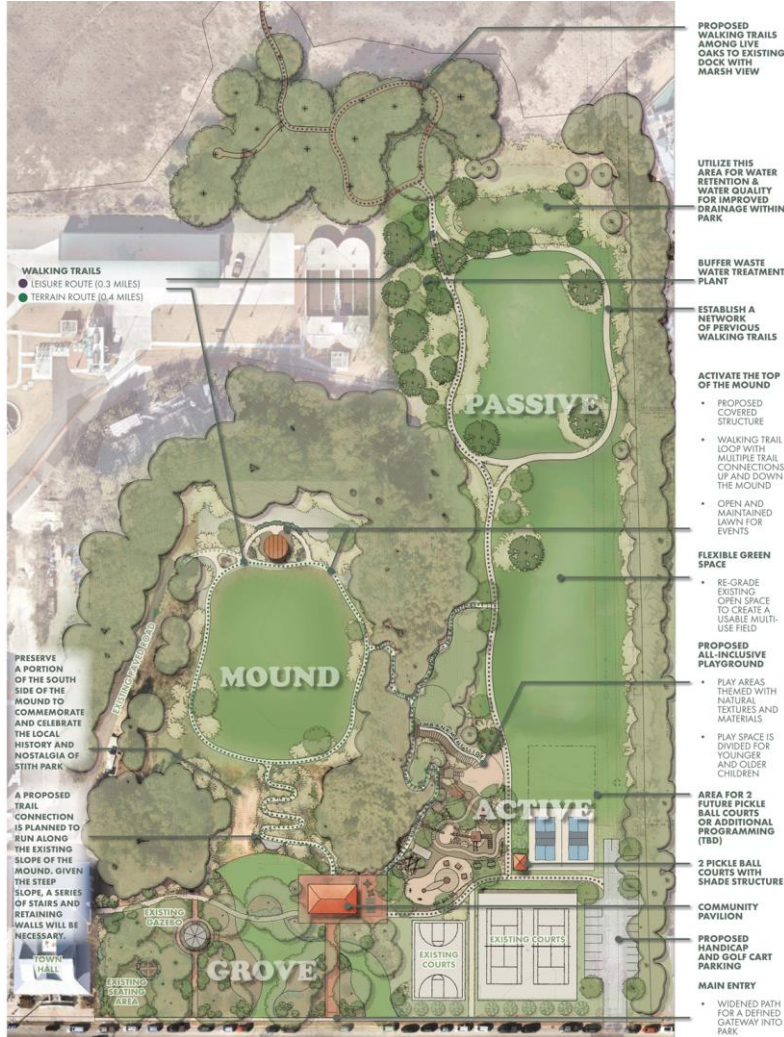 PROPOSED
WALKING TRAILS
AMONG LIVE
OAKS TO EXISTING
DOCK WITH
MARSH VIEW
UTILIZE THIS
AREA FOR WATER
RETENTION &
WATER QUALITY
FOR IMPROVED
DRAINAGE WITHIN
PARK
WALKING TRAILS
LEISURE ROUTE (0.3 MILES)
TERRAIN ROUTE (0.4 MILES)
BUFFER WASTE
WATER TREATMENT
PLANT
ESTABLISH A
NETWORK
OF PERVIOUS
WALKING TRAILS
PASSIVE
ACTIVATE THE TOP
OF THE MOUND
• PROPOSED
COVERED
STRUCTURE
• WALKING TRAIL
LOOP WITH
MULTIPLE TRAIL
CONNECTIONS
UP AND DOWN
THE MOUND
• OPEN AND
MAINTAINED
LAWN FOR
EVENTS
FLEXIBLE GREEN
SPACE
• RE-GRADE
EXISTING
OPEN SPACE
TO CREATE A
USABLE MULTI-
USE FIELD
EXISTING PAVED ROAD
MOUND
PRESERVE
A PORTION
OF THE SOUTH
SIDE OF THE
MOUND TO
COMMEMORATE
AND CELEBRATE
THE LOCAL
HISTORY AND
NOSTALGIA OF
STITH PARK
PROPOSED
ALL-INCLUSIVE
PLAYGROUND
• PLAY AREAS
THEMED WITH
NATURAL
TEXTURES AND
MATERIALS
• PLAY SPACE IS
DIVIDED FOR
YOUNGER
AND OLDER
CHILDREN
EMBANKMENT SLIDE
ACTIVE
A PROPOSED
TRAIL
CONNECTION
IS PLANNED TO
RUN ALONG
THE EXISTING
SLOPE OF THE
MOUND. GIVEN
THE STEEP
SLOPE, A SERIES
OF STAIRS AND
RETAINING
WALLS WILL BE
NECESSARY.
AREA FOR 2
FUTURE PICKLE
BALL COURTS
OR ADDITIONAL
PROGRAMMING
(TBD)
2 PICKLE BALL
COURTS WITH
SHADE STRUCTURE
COMMUNITY
PAVILION
EXISTING
GAZEBO
TOWN
HALL
EXISTING
SEATING
AREA
GROVE
EXISTING
COURTS
EXISTING COURTS
PROPOSED
HANDICAP
AND GOLF CART
PARKING
MAIN ENTRY
• WIDENED PATH
FOR A DEFINED
GATEWAY INTO
PARK